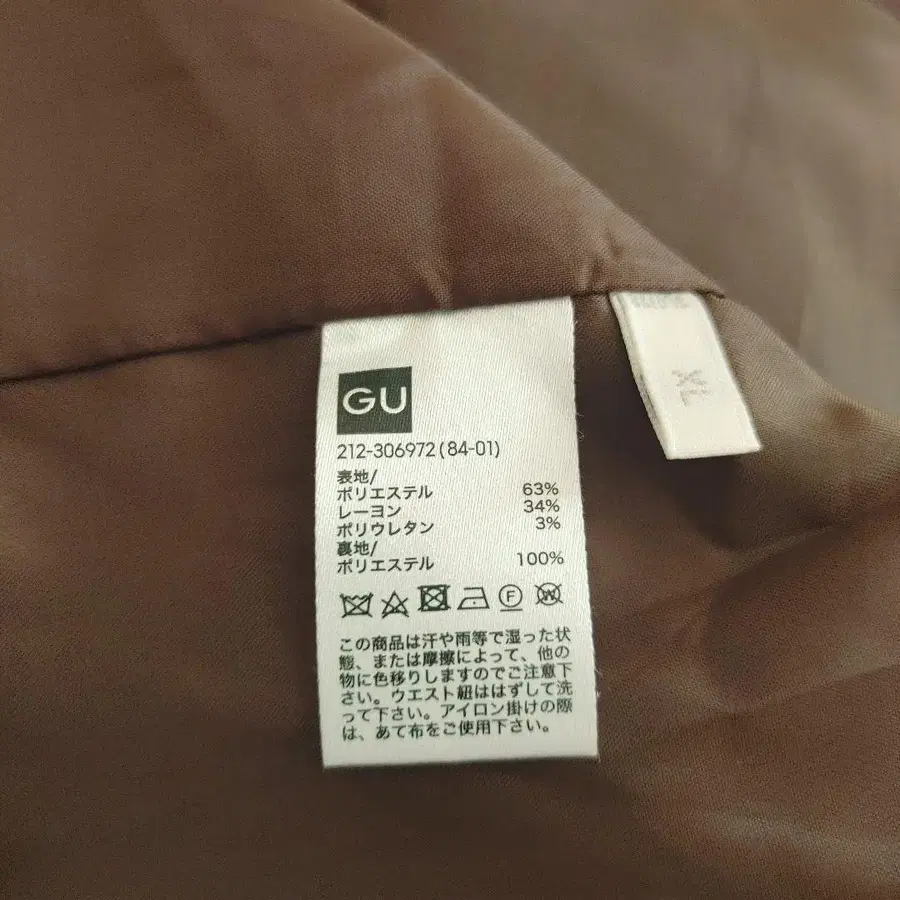 GU
212-306972(84-01)
表地/
ポリエステル 63%
レーヨン 34%
ポリウレタン 3%
裏地/
ポリエステル 100%
F
W
この商品は汗や雨等で湿った状
態、または摩擦によって、他の
物に色移りしますのでご注意下
さい。ウエスト紐ははずして洗
って下さい。アイロン掛けの際
は、あて布をご使用下さい。
XL